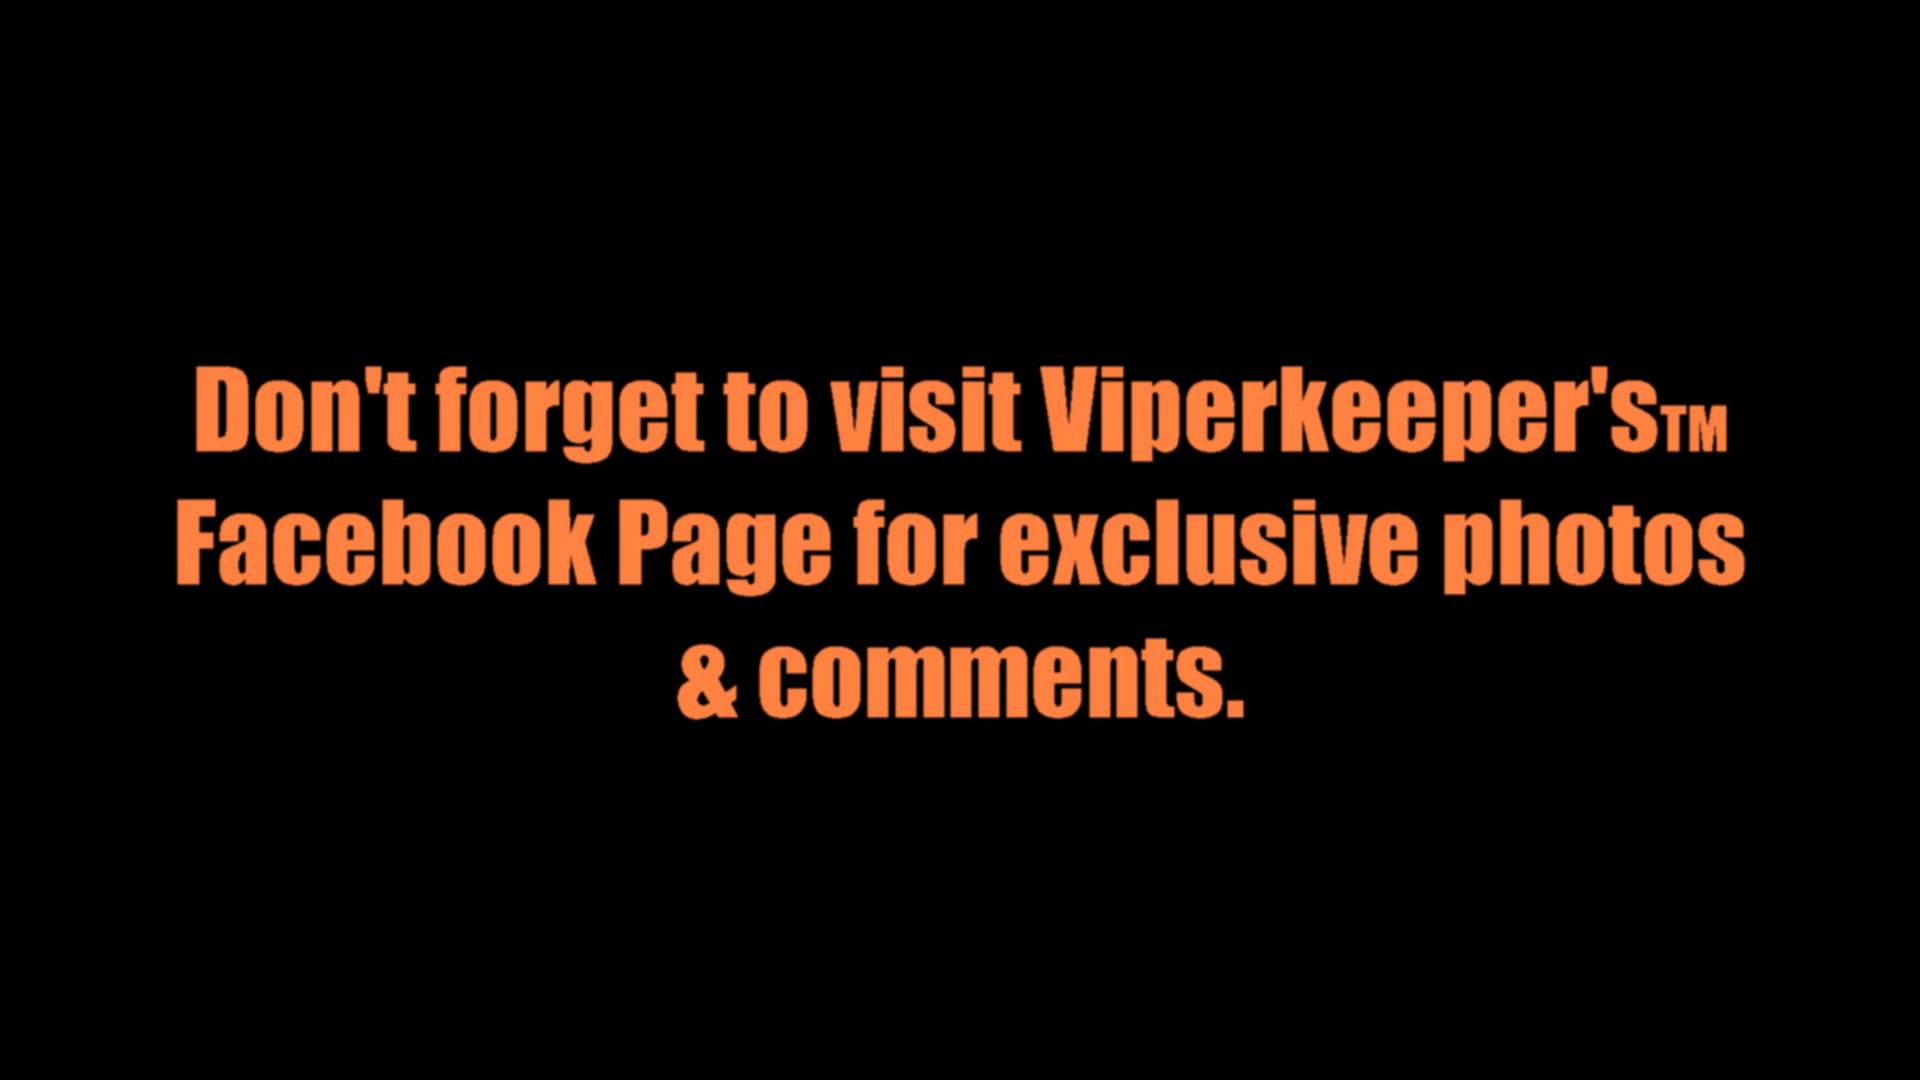 Don't forget to visit Viperkeeper'sTM
Facebook Page for exclusive photos
& comments.